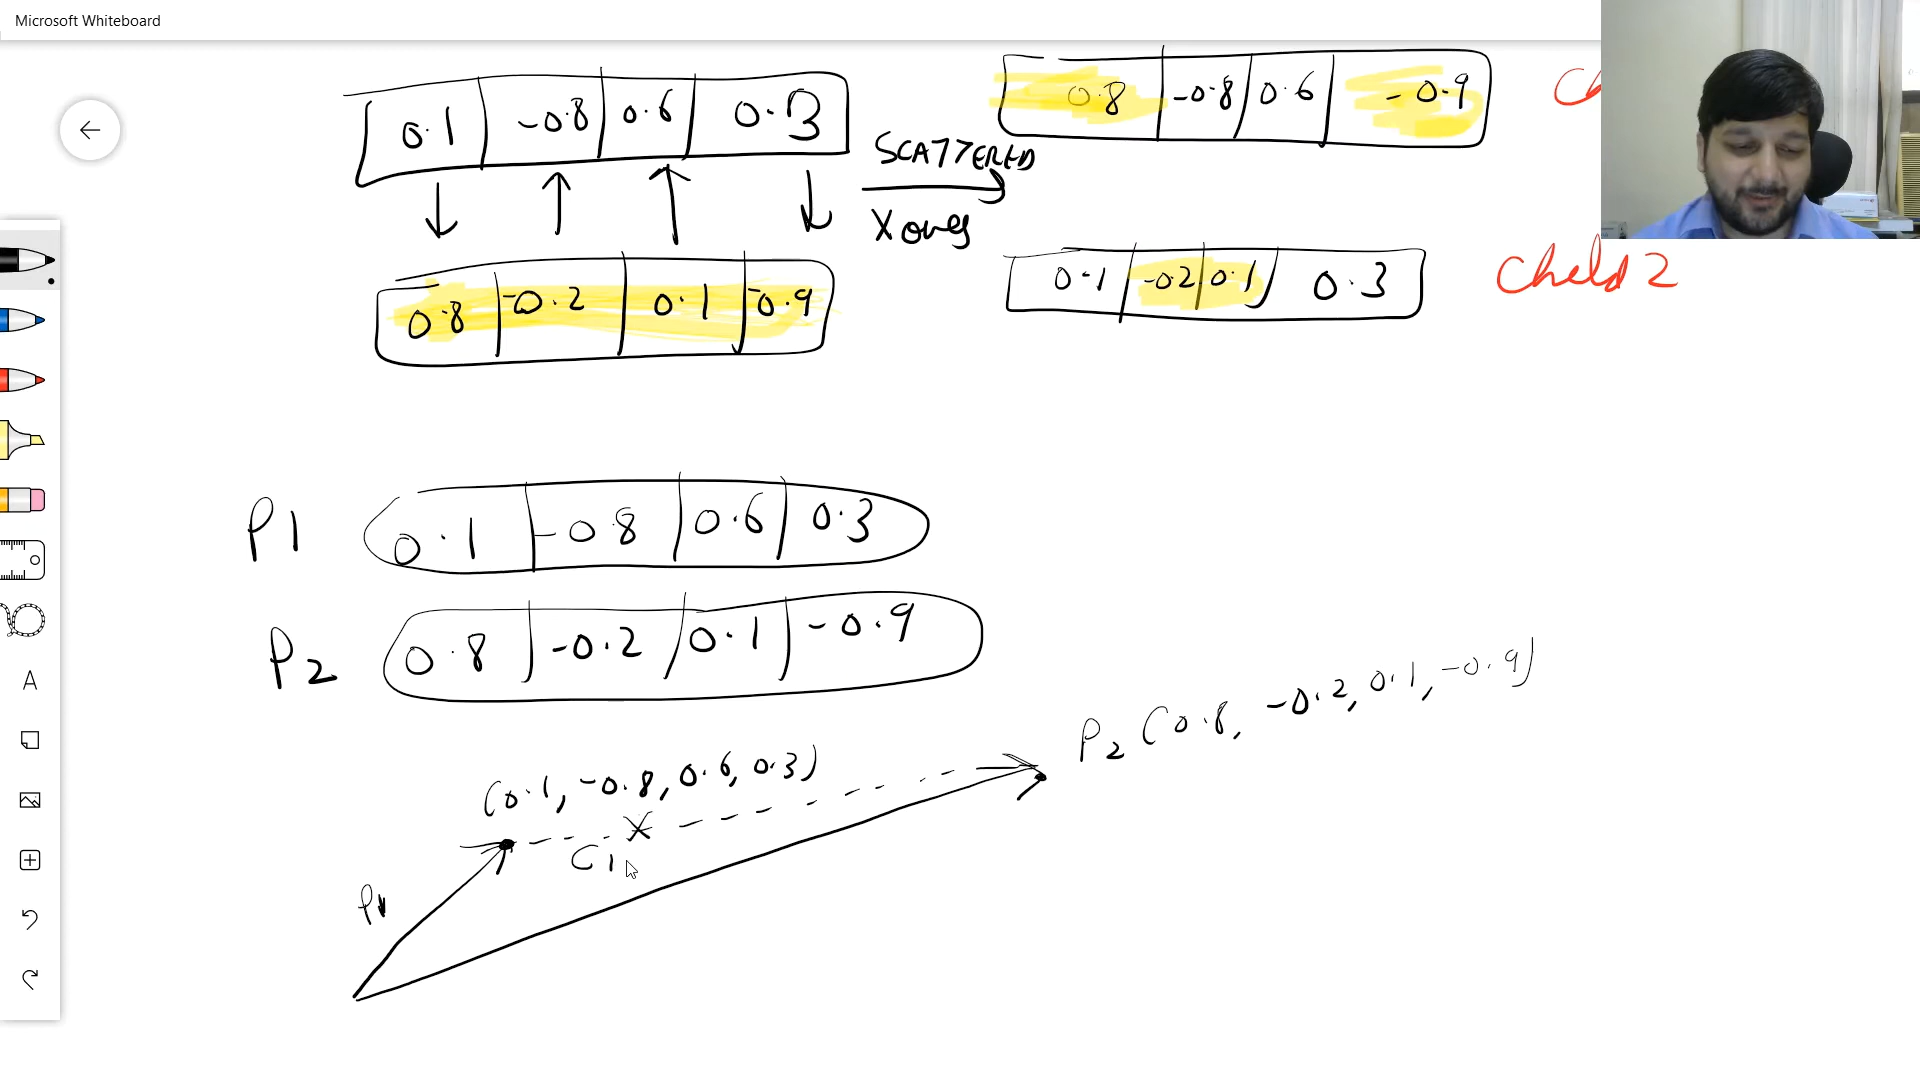 Microsoft Whiteboard
0.1 -0.8 0.6 0.3
0.8 -0.8 0.6 -0.9
SCATTERED
Xover
0.8 -0.2 0.1 -0.9
0.1 -0.2 0.1 0.3 Child 2
P1 0.1 -0.8 0.6 0.3
P2 0.8 -0.2 0.1 -0.9
P2 (0.8, -0.2, 0.1, -0.9)
(0.1, -0.8, 0.6, 0.3)
C1
P1
A